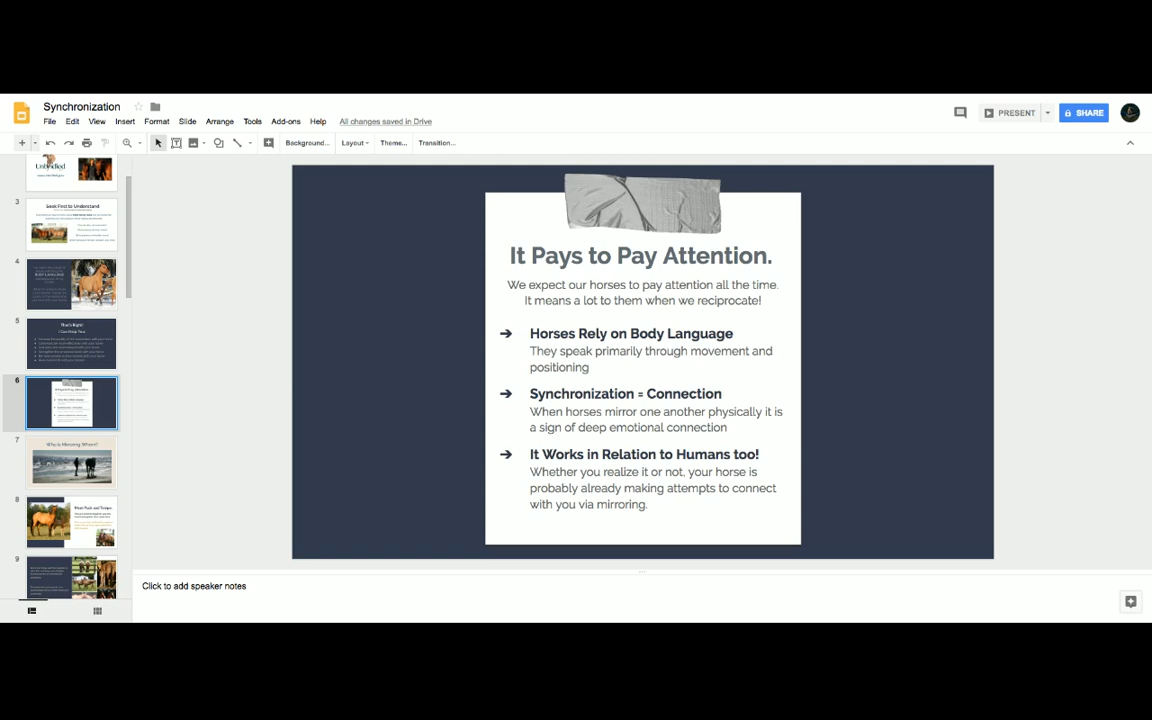 Synchronization
File Edit View Insert Format Slide Arrange Tools Add-ons Help All changes saved in Drive
PRESENT
SHARE
Background... Layout Theme... Transition...
Unbridled
3
Seek First to Understand
4
BODY LANGUAGE
5
That's Right!
6
7
Who is Mirroring Whom?
8
9
It Pays to Pay Attention.
We expect our horses to pay attention all the time.
It means a lot to them when we reciprocate!
➔ Horses Rely on Body Language
They speak primarily through movement and
positioning
➔ Synchronization = Connection
When horses mirror one another physically it is
a sign of deep emotional connection
➔ It Works in Relation to Humans too!
Whether you realize it or not, your horse is
probably already making attempts to connect
with you via mirroring.
Click to add speaker notes